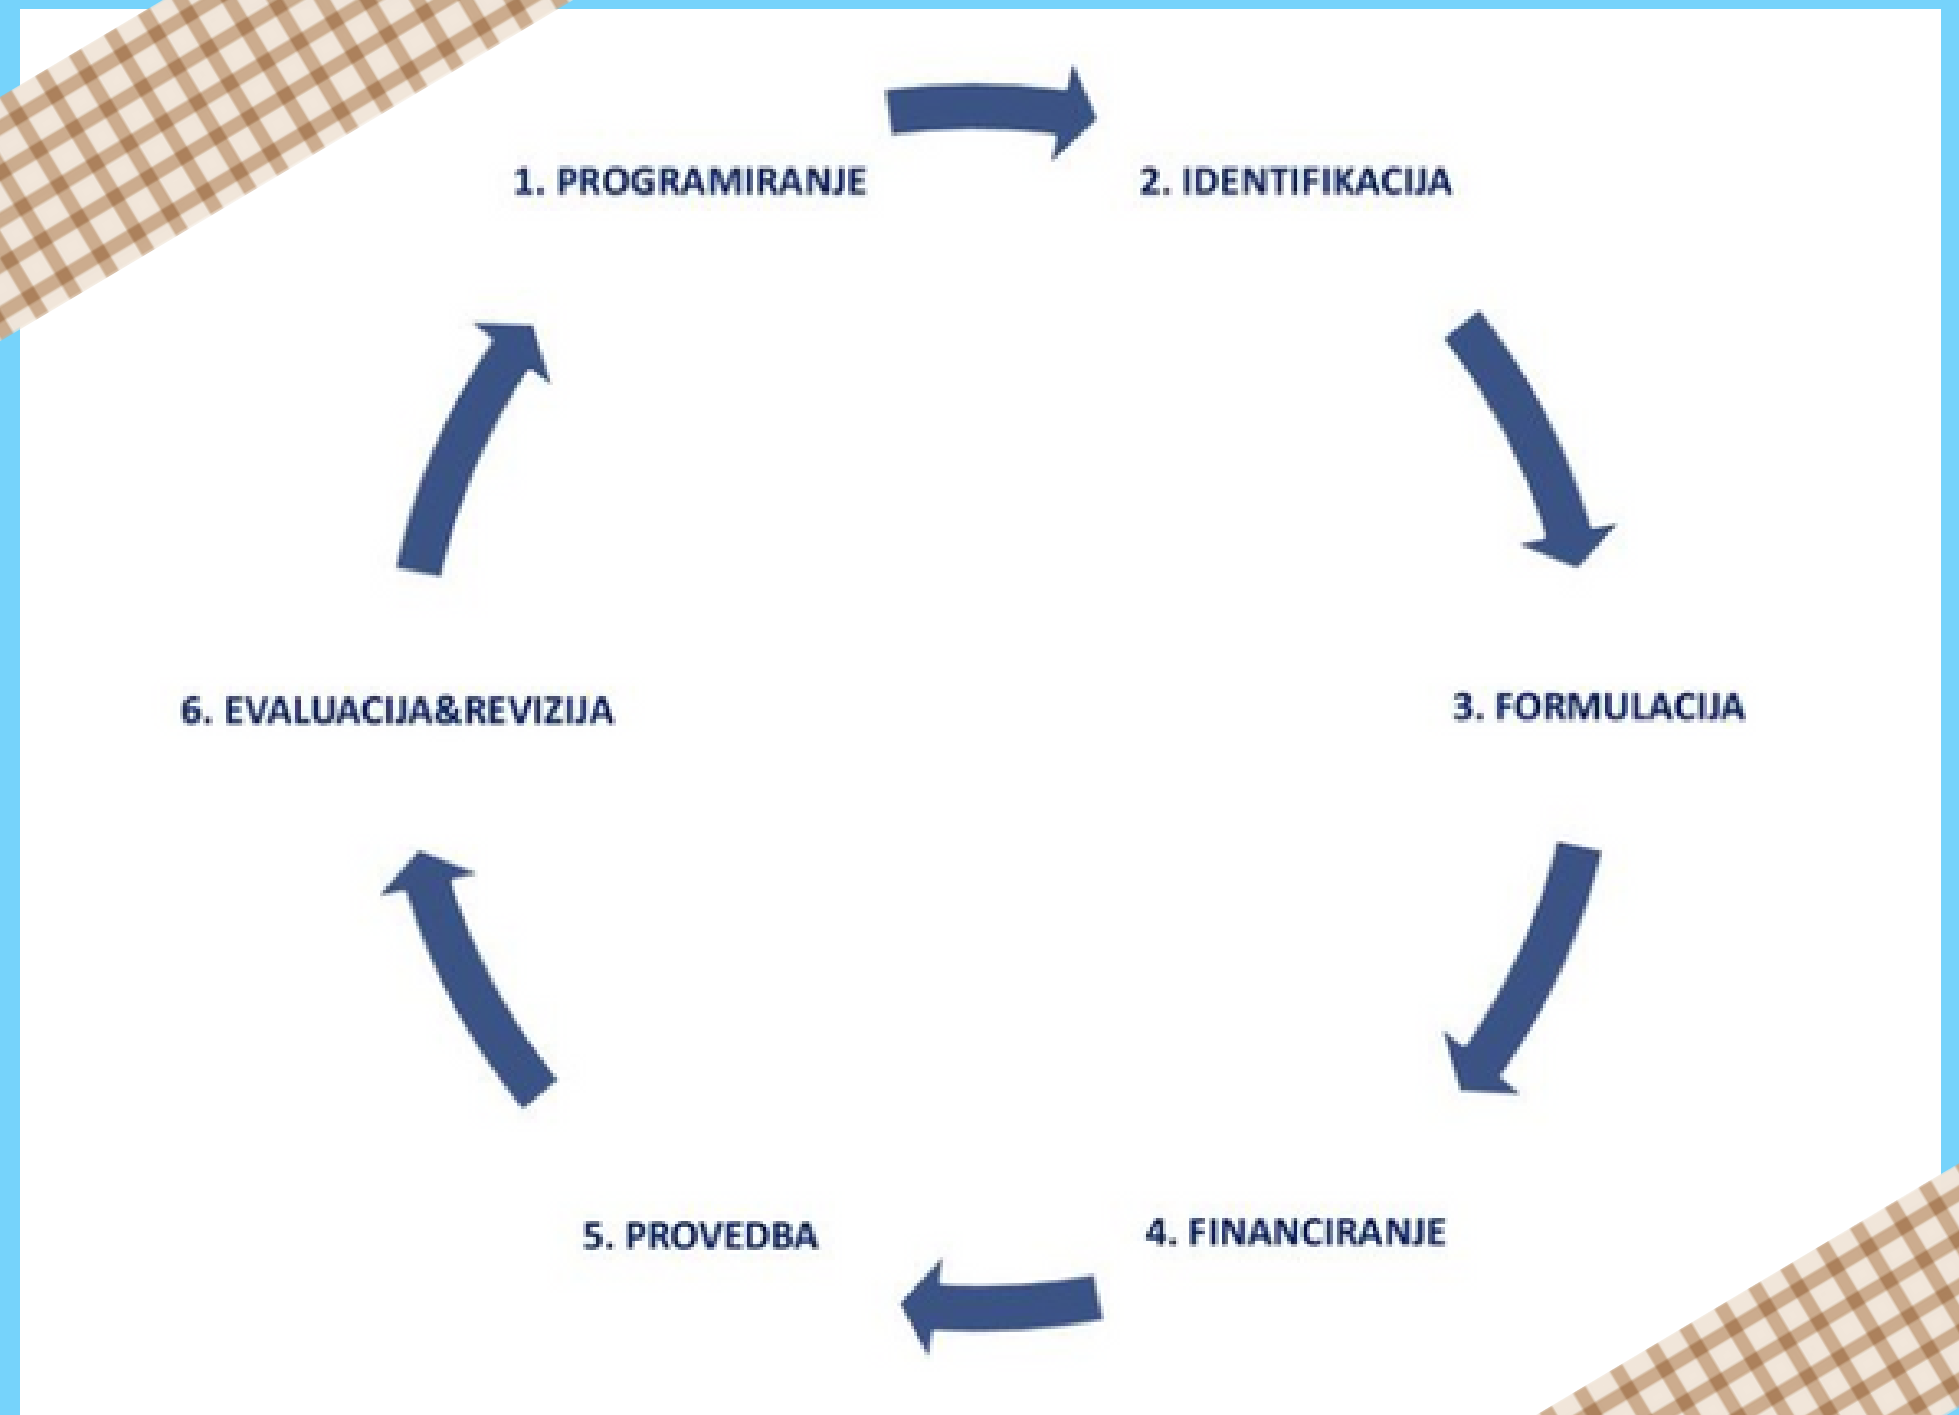 1. PROGRAMIRANJE
2. IDENTIFIKACIJA
3. FORMULACIJA
4. FINANCIRANJE
5. PROVEDBA
6. EVALUACIJA&REVIZIJA